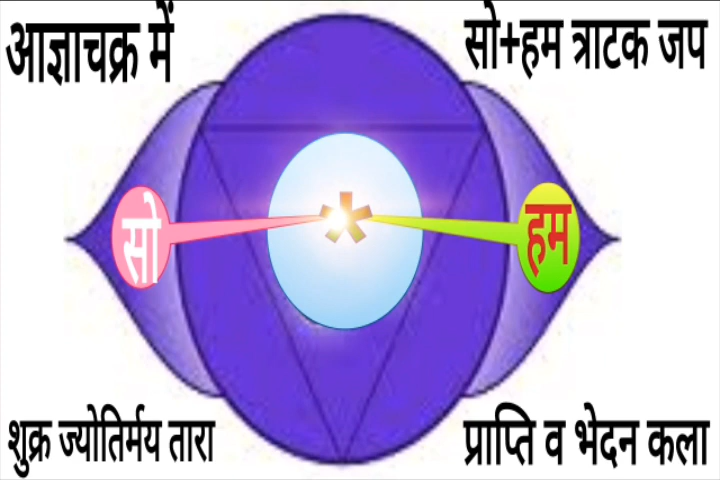 आज्ञाचक्र में
सो+हम त्राटक जप
सो
हम
शुक्र ज्योतिर्मय तारा
प्राप्ति व भेदन कला